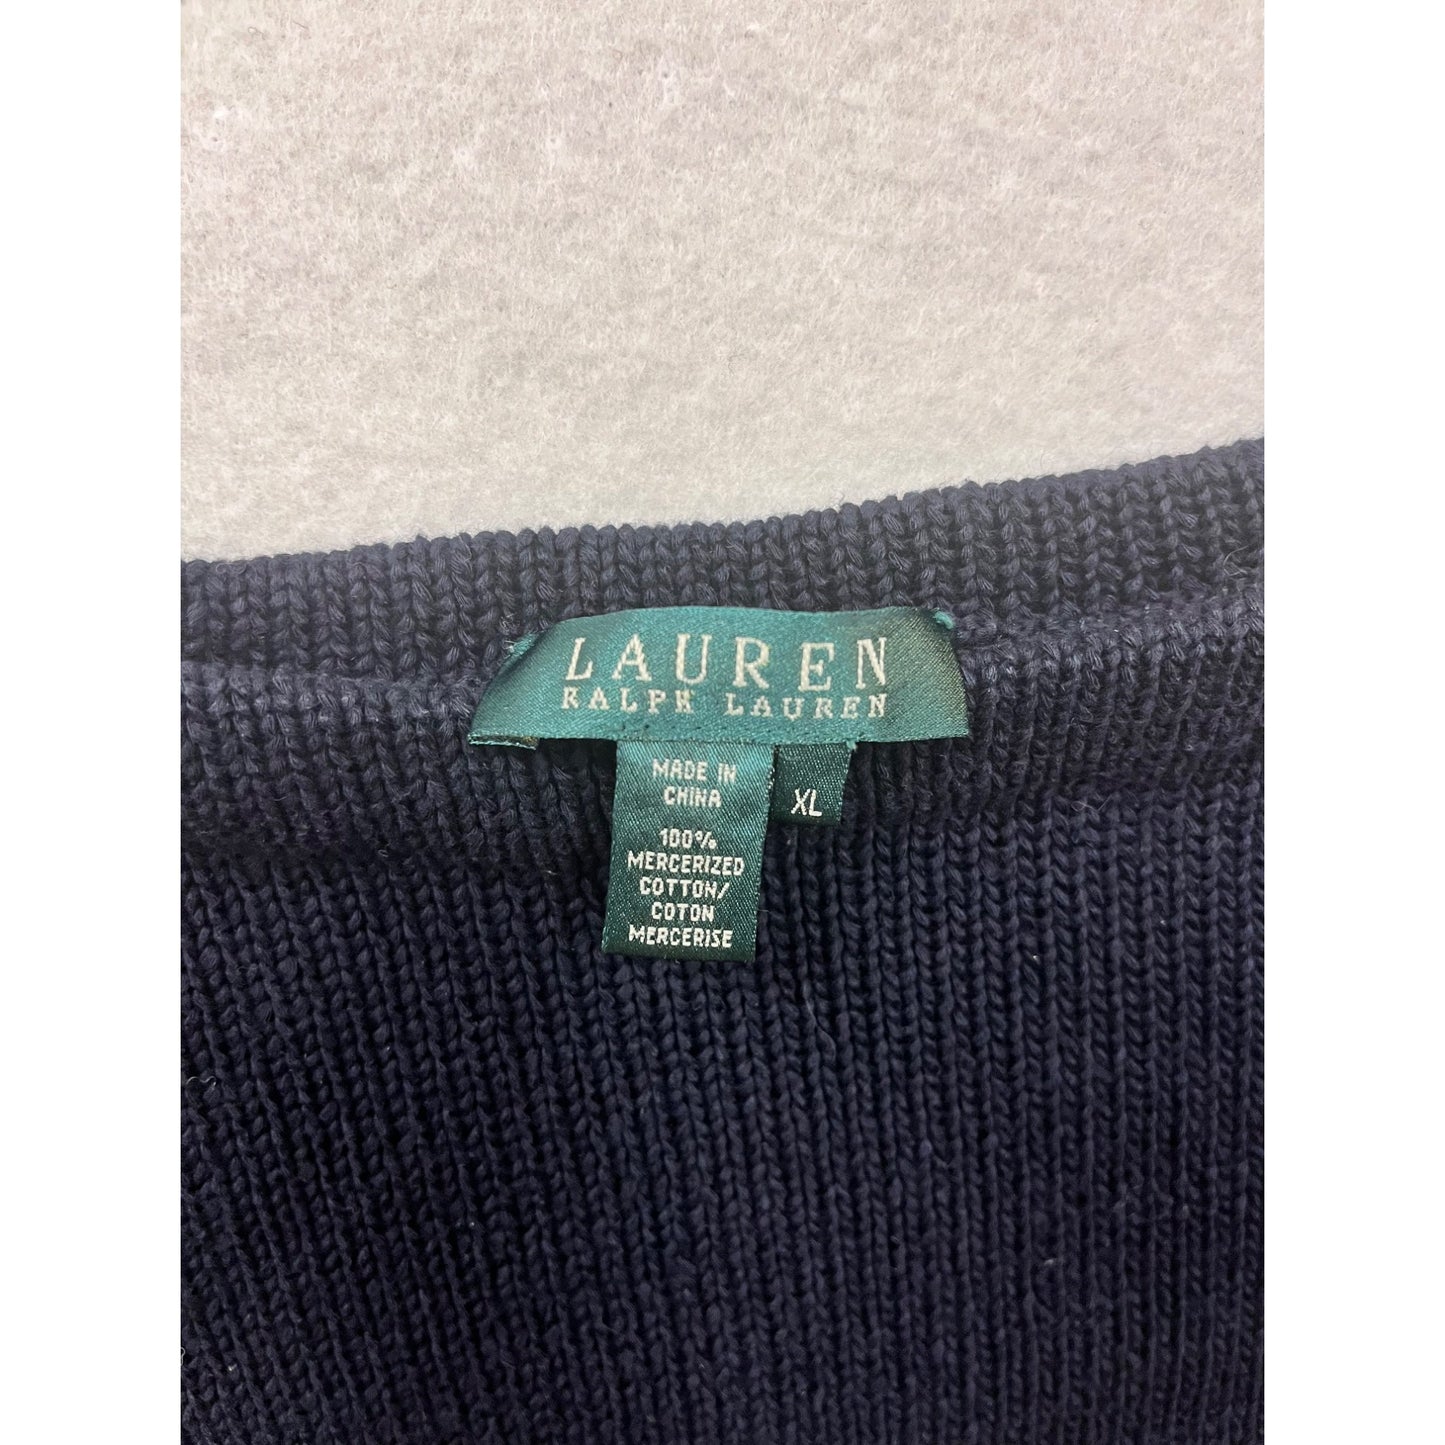 LAUREN
RALPH LAUREN
MADE IN
CHINA
XL
100%
MERCERIZED
COTTON/
COTON
MERCERISE